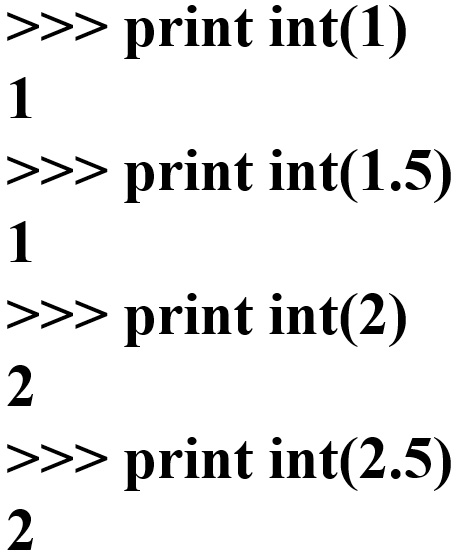 >>> print int(1)
1
>>> print int(1.5)
1
>>> print int(2)
2
>>> print int(2.5)
2